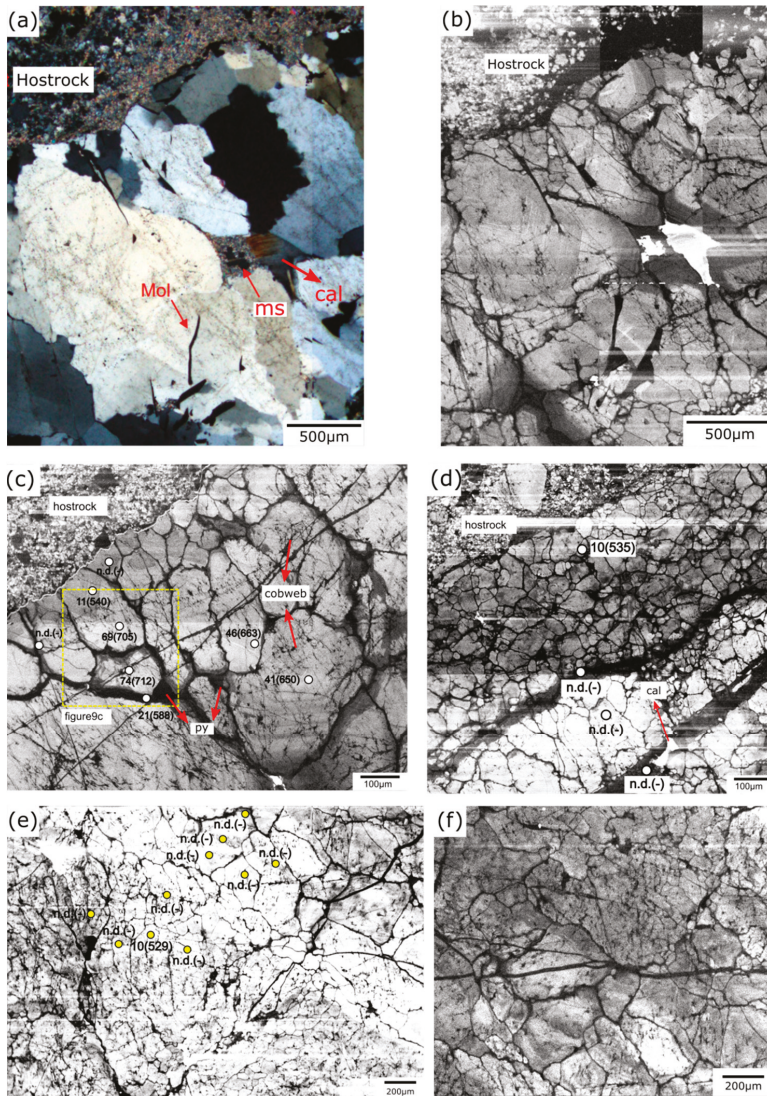 (a)
Hostrock
Mol
ms
cal
500μm
(b)
Hostrock
500μm
(c)
hostrock
n.d.(-)
11(540)
n.d.(-)
69(705)
46(663)
cobweb
74(712)
41(650)
21(588)
figure9c
py
100μm
(d)
hostrock
10(535)
n.d.(-)
cal
n.d.(-)
n.d.(-)
100μm
(e)
n.d.(-)
n.d.(-)
n.d.(-)
n.d.(-)
n.d.(-)
n.d.(-)
n.d.(-)
n.d.(-)
10(529)
n.d.(-)
200μm
(f)
200μm